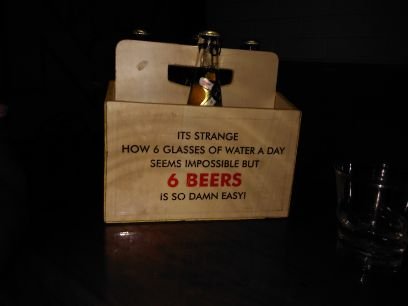 ITS STRANGE
HOW 6 GLASSES OF WATER A DAY
SEEMS IMPOSSIBLE BUT
6 BEERS
IS SO DAMN EASY!